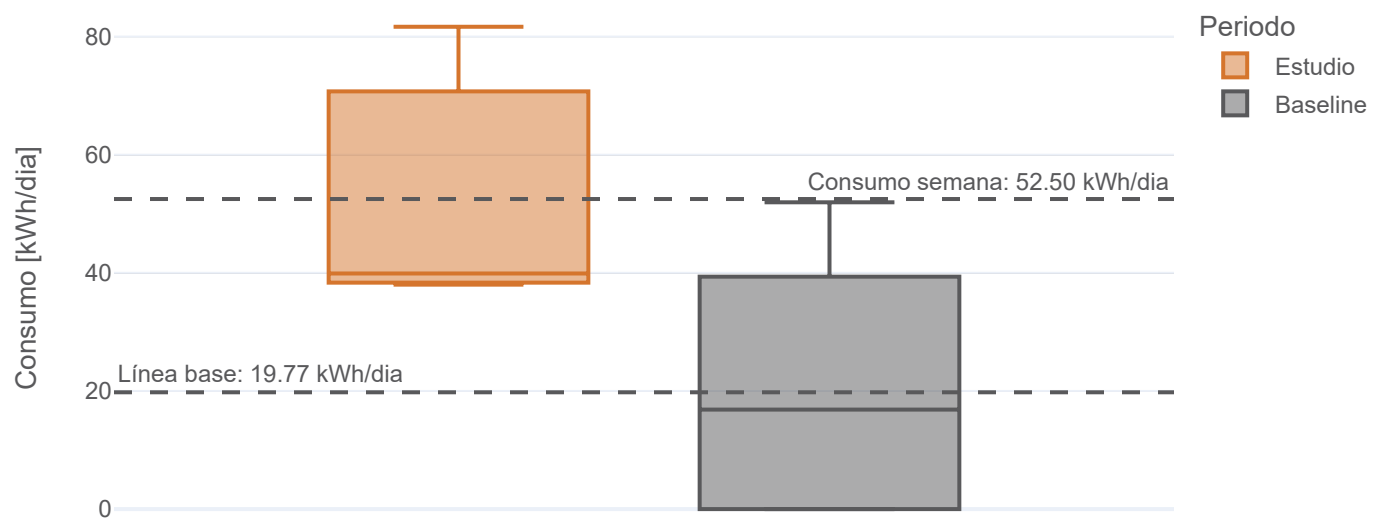 Periodo
Estudio
Baseline
Consumo [kWh/dia]
80
60
40
20
0
Consumo semana: 52.50 kWh/dia
Línea base: 19.77 kWh/dia